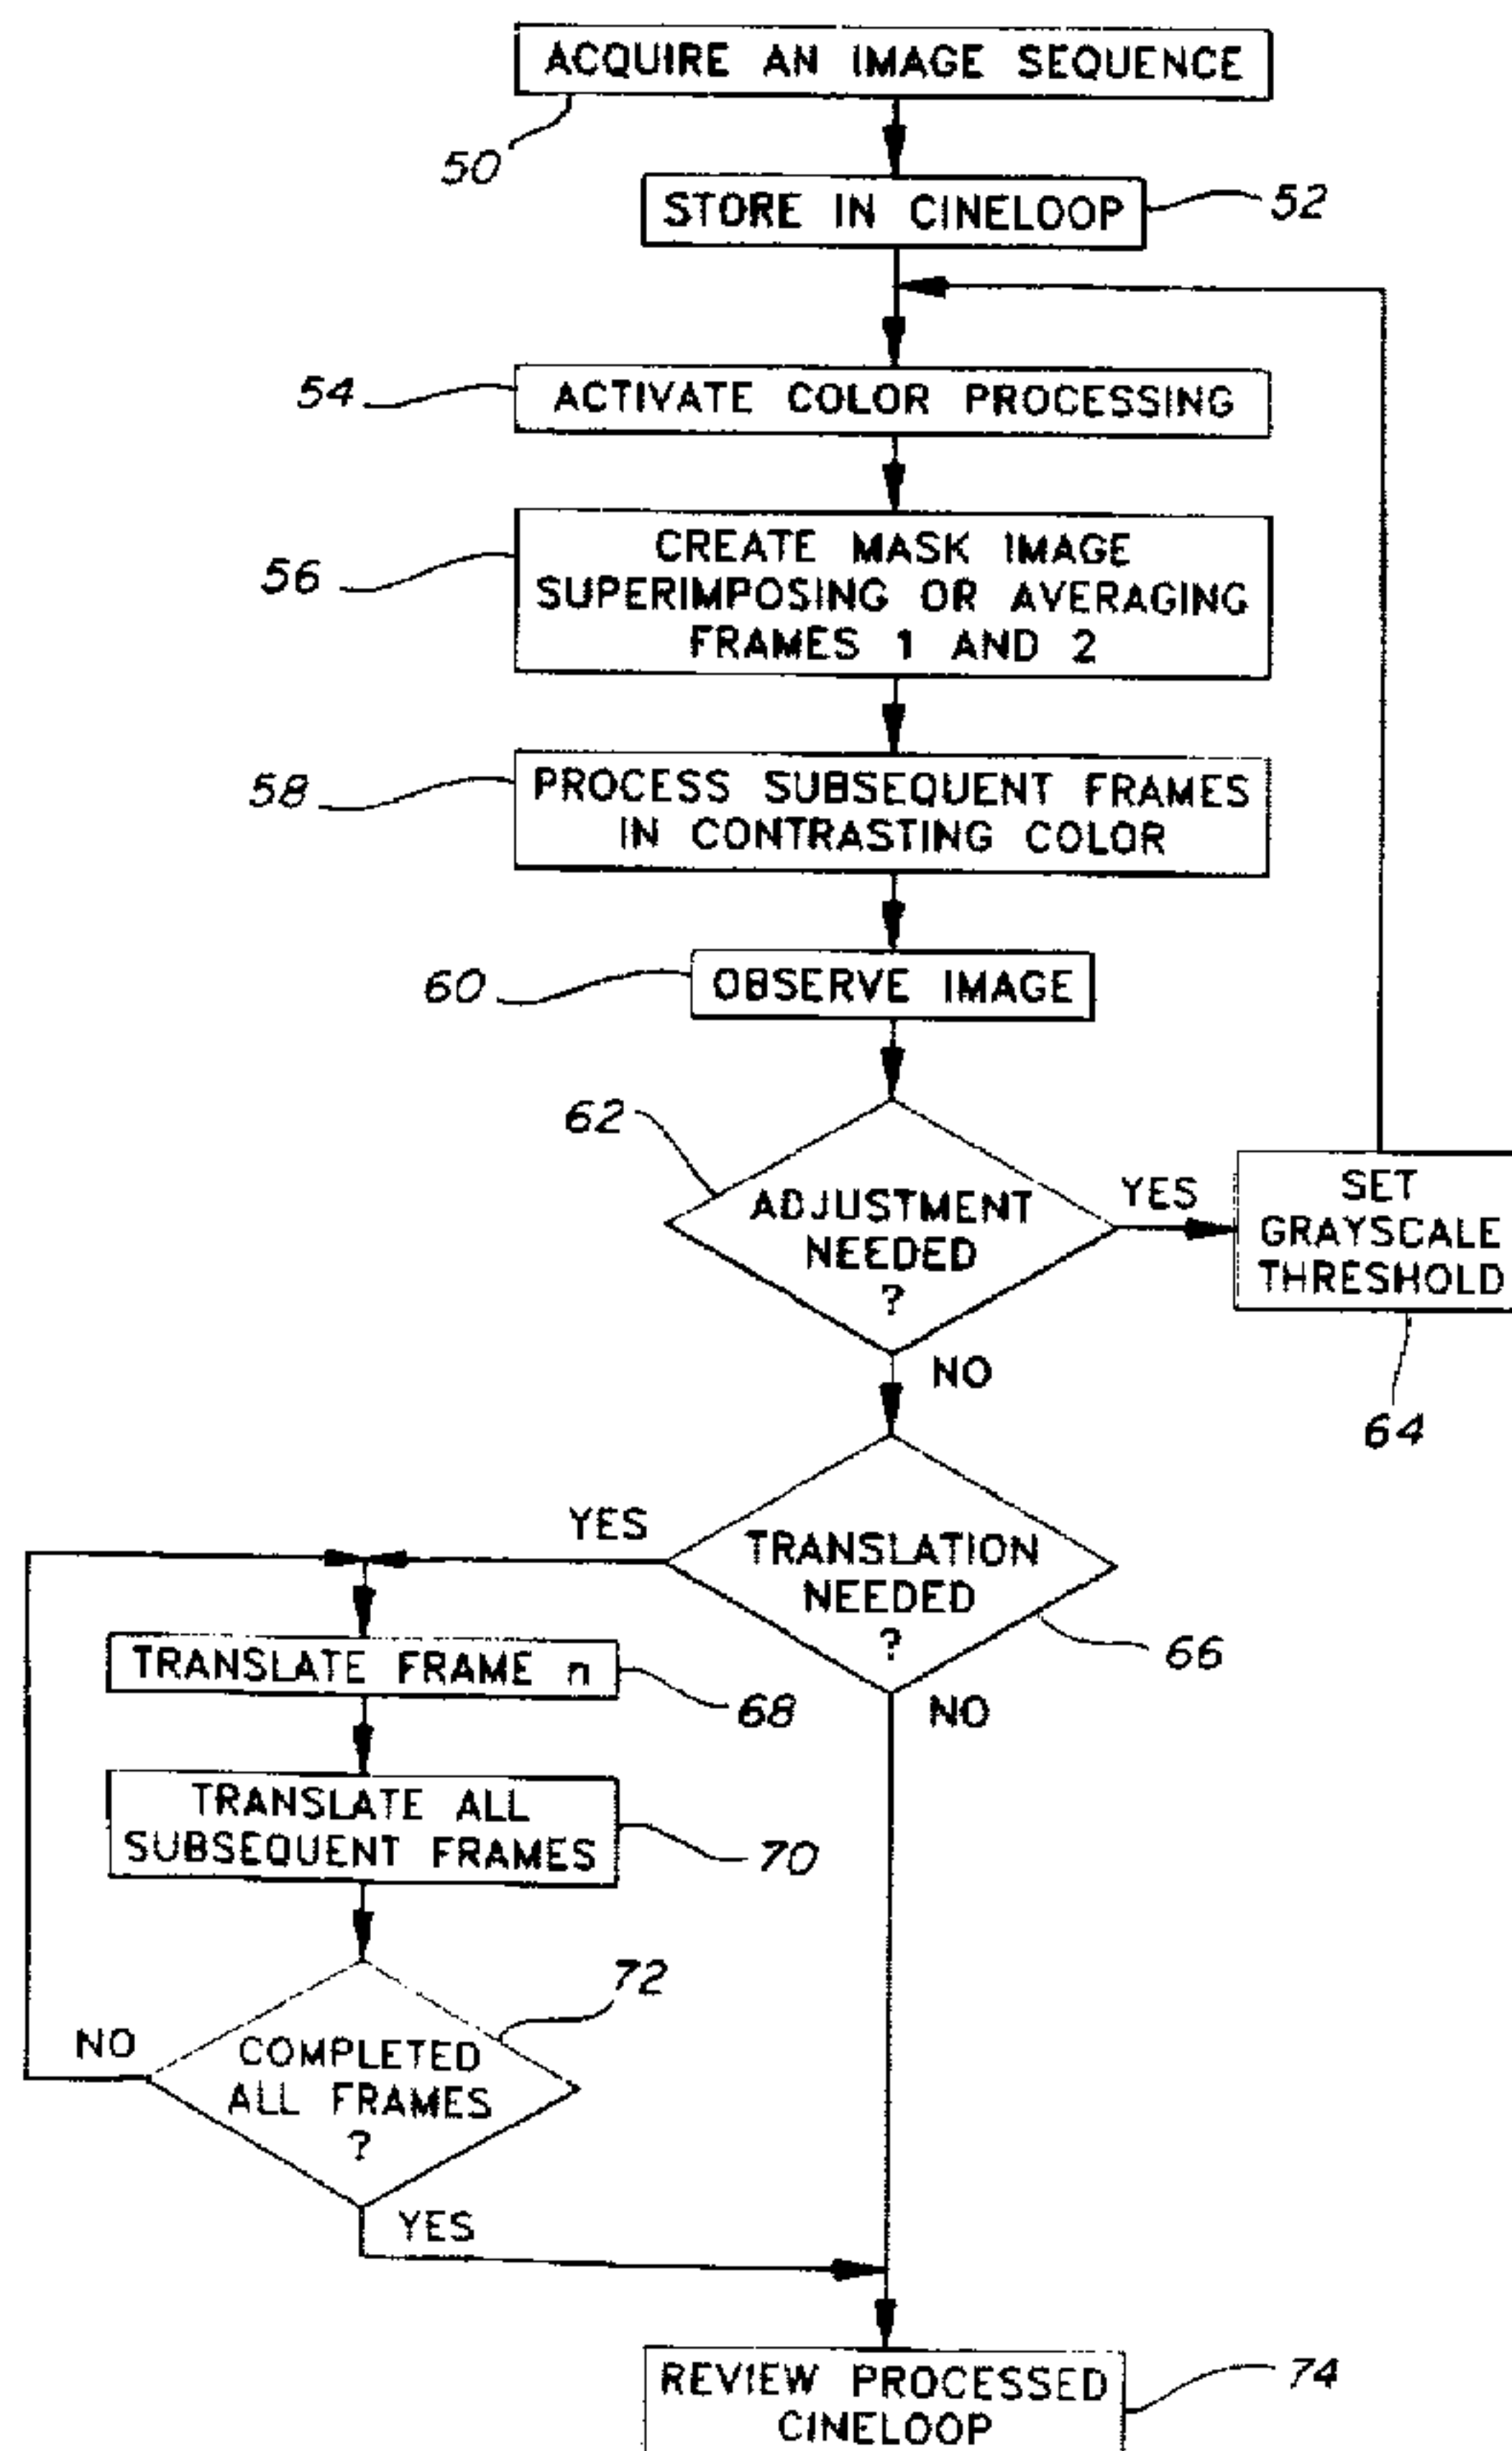 ACQUIRE AN IMAGE SEQUENCE
50
STORE IN CINELOOP
52
54
ACTIVATE COLOR PROCESSING
56
CREATE MASK IMAGE
SUPERIMPOSING OR AVERAGING
FRAMES 1 AND 2
58
PROCESS SUBSEQUENT FRAMES
IN CONTRASTING COLOR
60
OBSERVE IMAGE
62
ADJUSTMENT
NEEDED
?
YES
SET
GRAYSCALE
THRESHOLD
64
NO
YES
TRANSLATION
NEEDED
?
66
NO
TRANSLATE FRAME n
68
TRANSLATE ALL
SUBSEQUENT FRAMES
70
72
NO
COMPLETED
ALL FRAMES
?
YES
REVIEW PROCESSED
CINELOOP
74